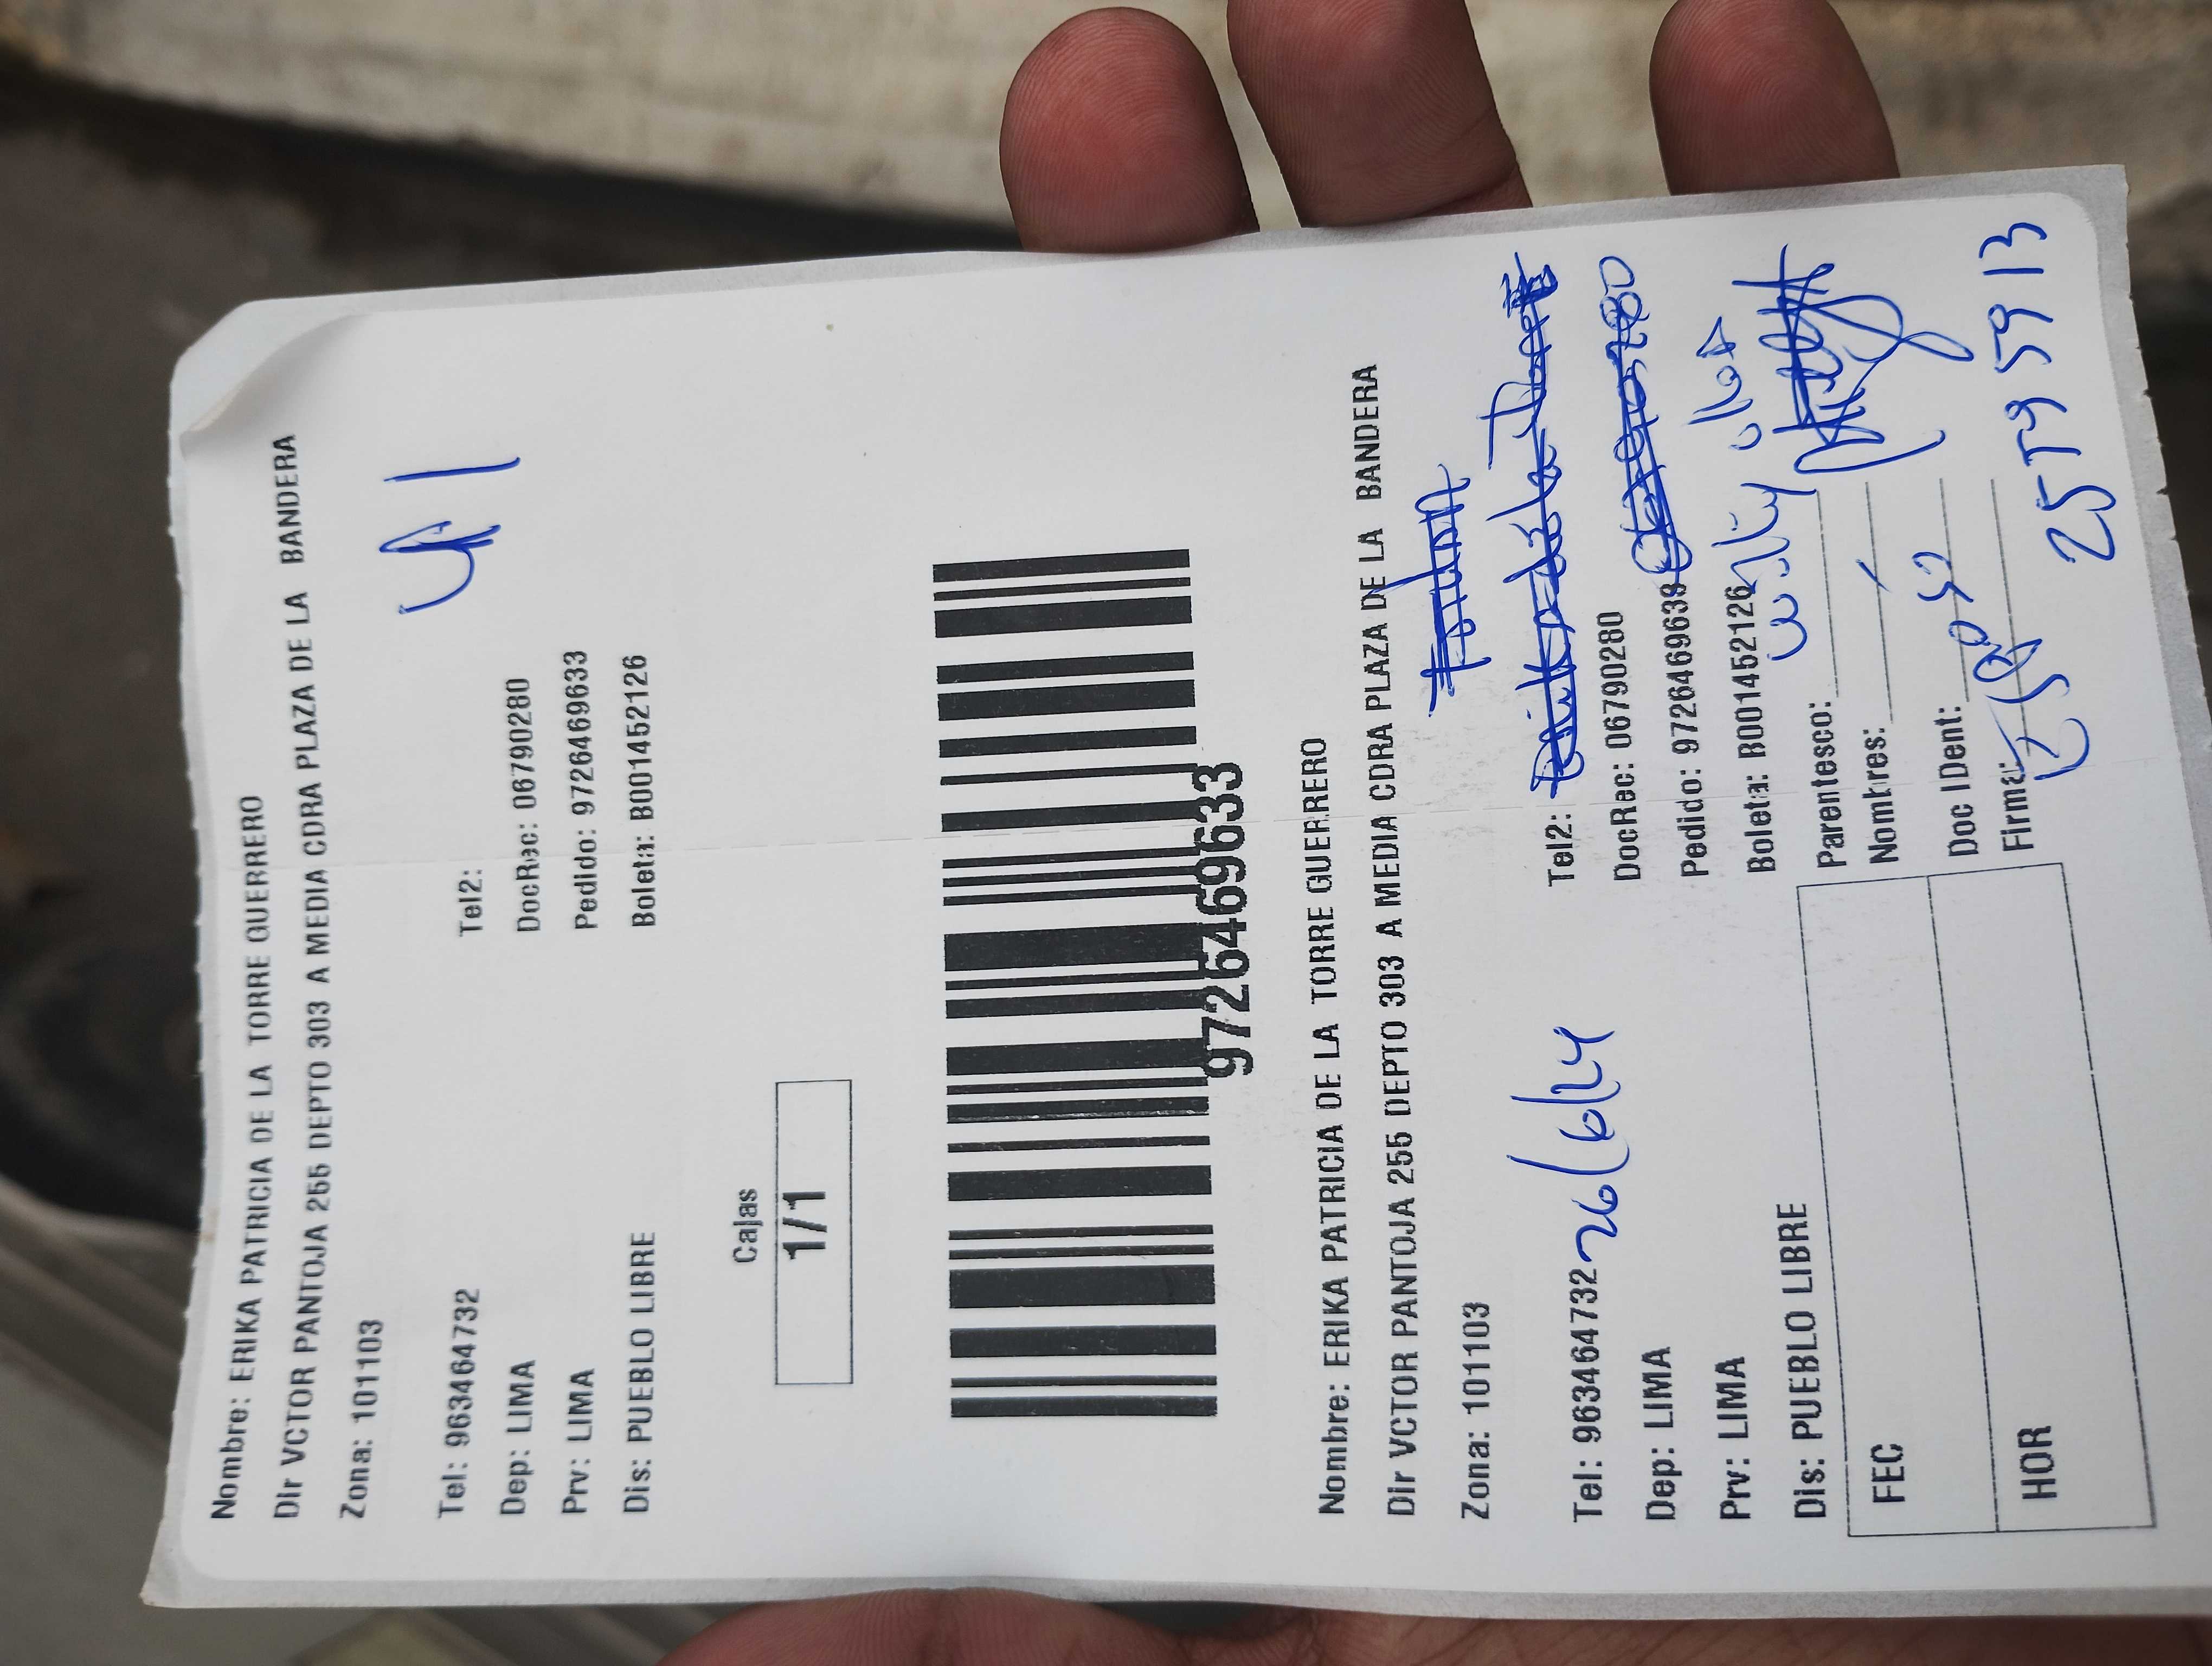 Nombre: ERIKA PATRICIA DE LA TORRE GUERRERO
Dir VCTOR PANTOJA 255 DEPTO 303 A MEDIA CDRA PLAZA DE LA BANDERA
Zona: 101103
41
Tel: 963464732 Tel2:
Dep: LIMA DocRec: 06790280
Prv: LIMA Pedido: 9726469633
Dis: PUEBLO LIBRE Boleta: B001452126
Cajas
1/1
9726469633
Nombre: ERIKA PATRICIA DE LA TORRE GUERRERO
Dir VCTOR PANTOJA 255 DEPTO 303 A MEDIA CDRA PLAZA DE LA BANDERA
Zona: 101103
Tel: 963464732 26/6/24 Tel2:
Dep: LIMA DocRec: 06790280
Prv: LIMA Pedido: 9726469633
Dis: PUEBLO LIBRE Boleta: B001452126
Parentesco:
FEC Nombres:
Doc IDent:
HOR Firma:
25795913